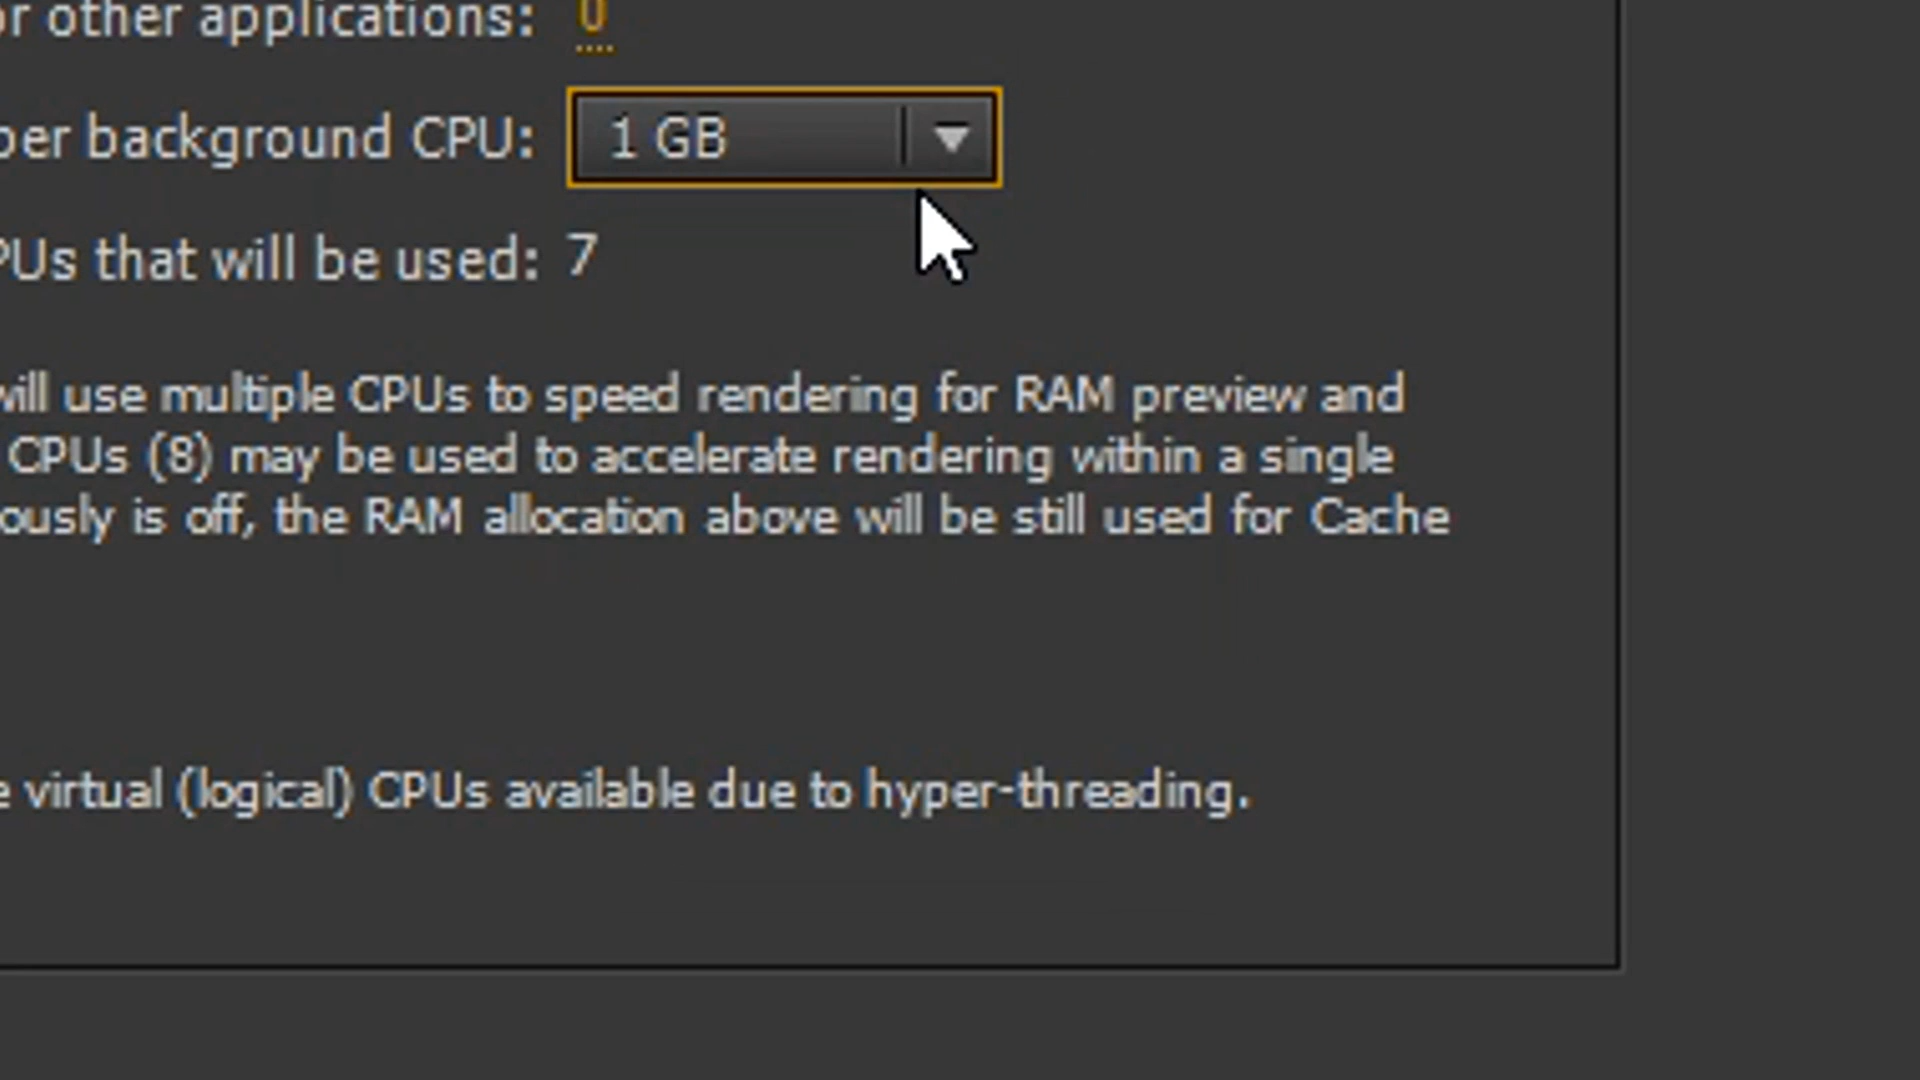 or other applications: 0
per background CPU: 1 GB
PUs that will be used: 7
will use multiple CPUs to speed rendering for RAM preview and
CPUs (8) may be used to accelerate rendering within a single
ously is off, the RAM allocation above will be still used for Cache
e virtual (logical) CPUs available due to hyper-threading.